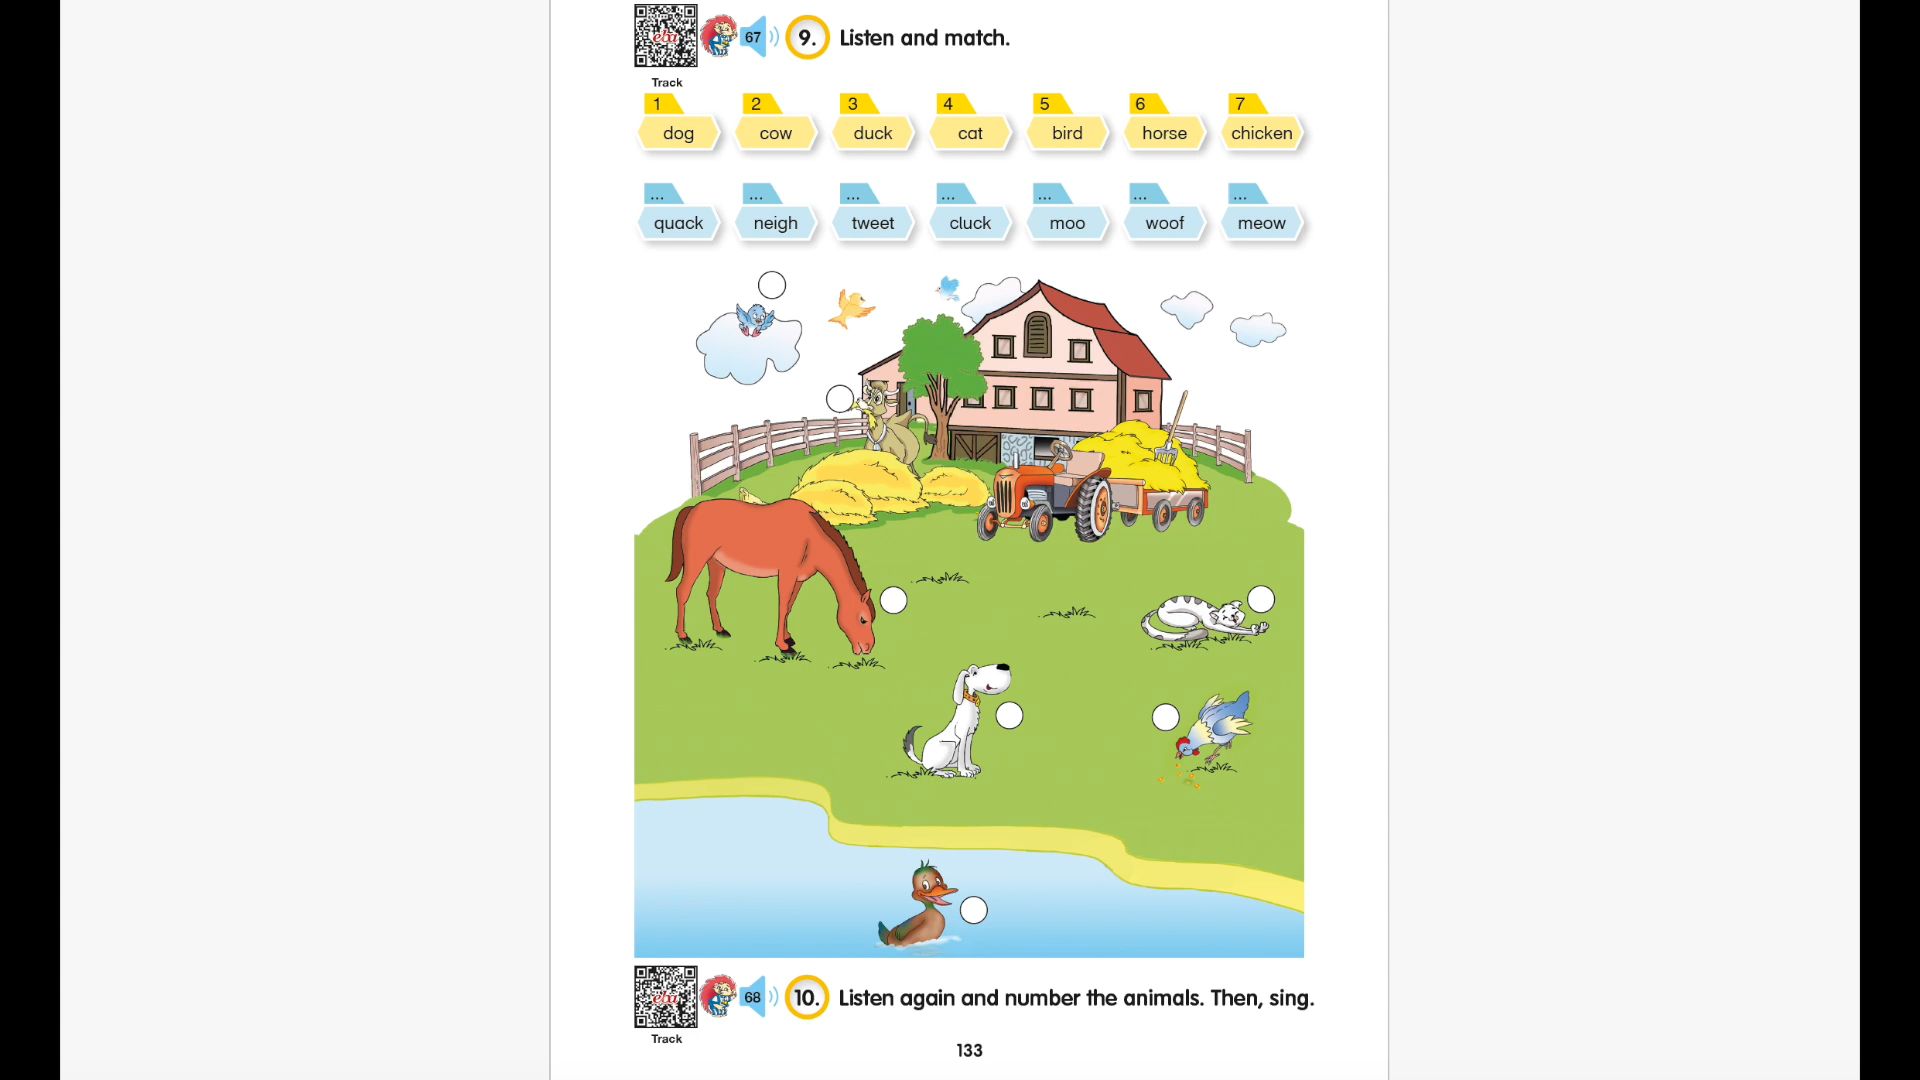 eba 67 9. Listen and match.
Track
1 2 3 4 5 6 7
dog cow duck cat bird horse chicken
... ... ... ... ... ... ...
quack neigh tweet cluck moo woof meow
eba 68 10. Listen again and number the animals. Then, sing.
Track
133